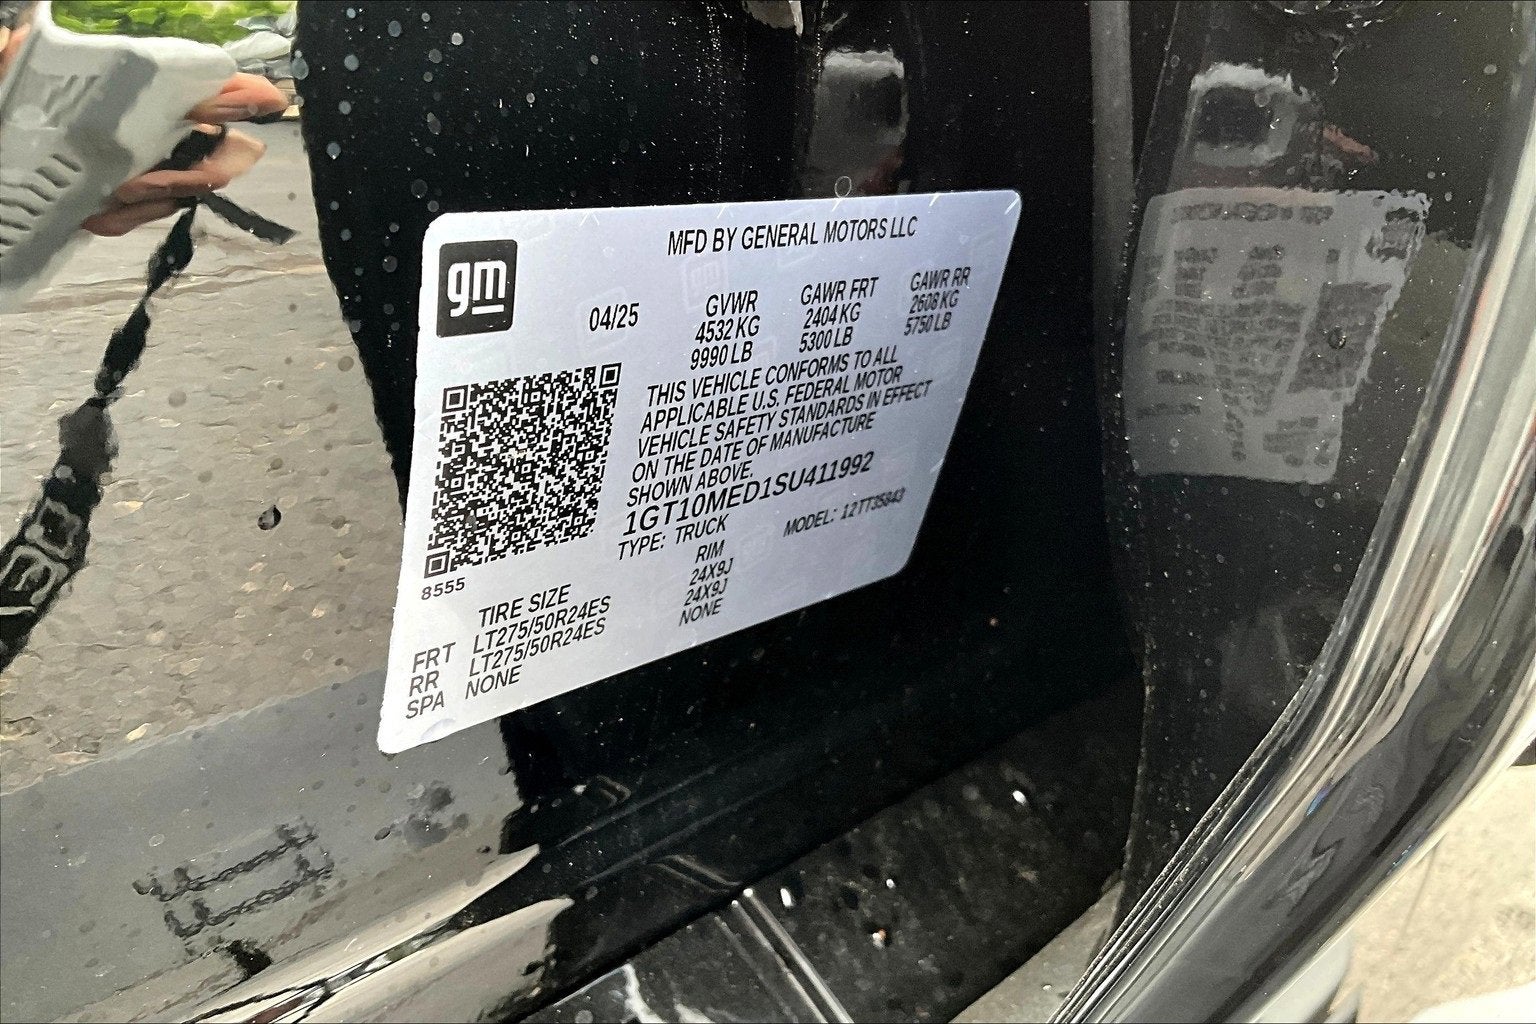 gm
MFD BY GENERAL MOTORS LLC
04/25
GVWR
4532 KG
9990 LB
GAWR FRT
2404 KG
5300 LB
GAWR RR
2608 KG
5750 LB
THIS VEHICLE CONFORMS TO ALL
APPLICABLE U.S. FEDERAL MOTOR
VEHICLE SAFETY STANDARDS IN EFFECT
ON THE DATE OF MANUFACTURE
SHOWN ABOVE.
1GT10MED1SU411992
TYPE: TRUCK MODEL: 12TT35843
8555
TIRE SIZE RIM
FRT LT275/50R24ES 24X9J
RR LT275/50R24ES 24X9J
SPA NONE NONE